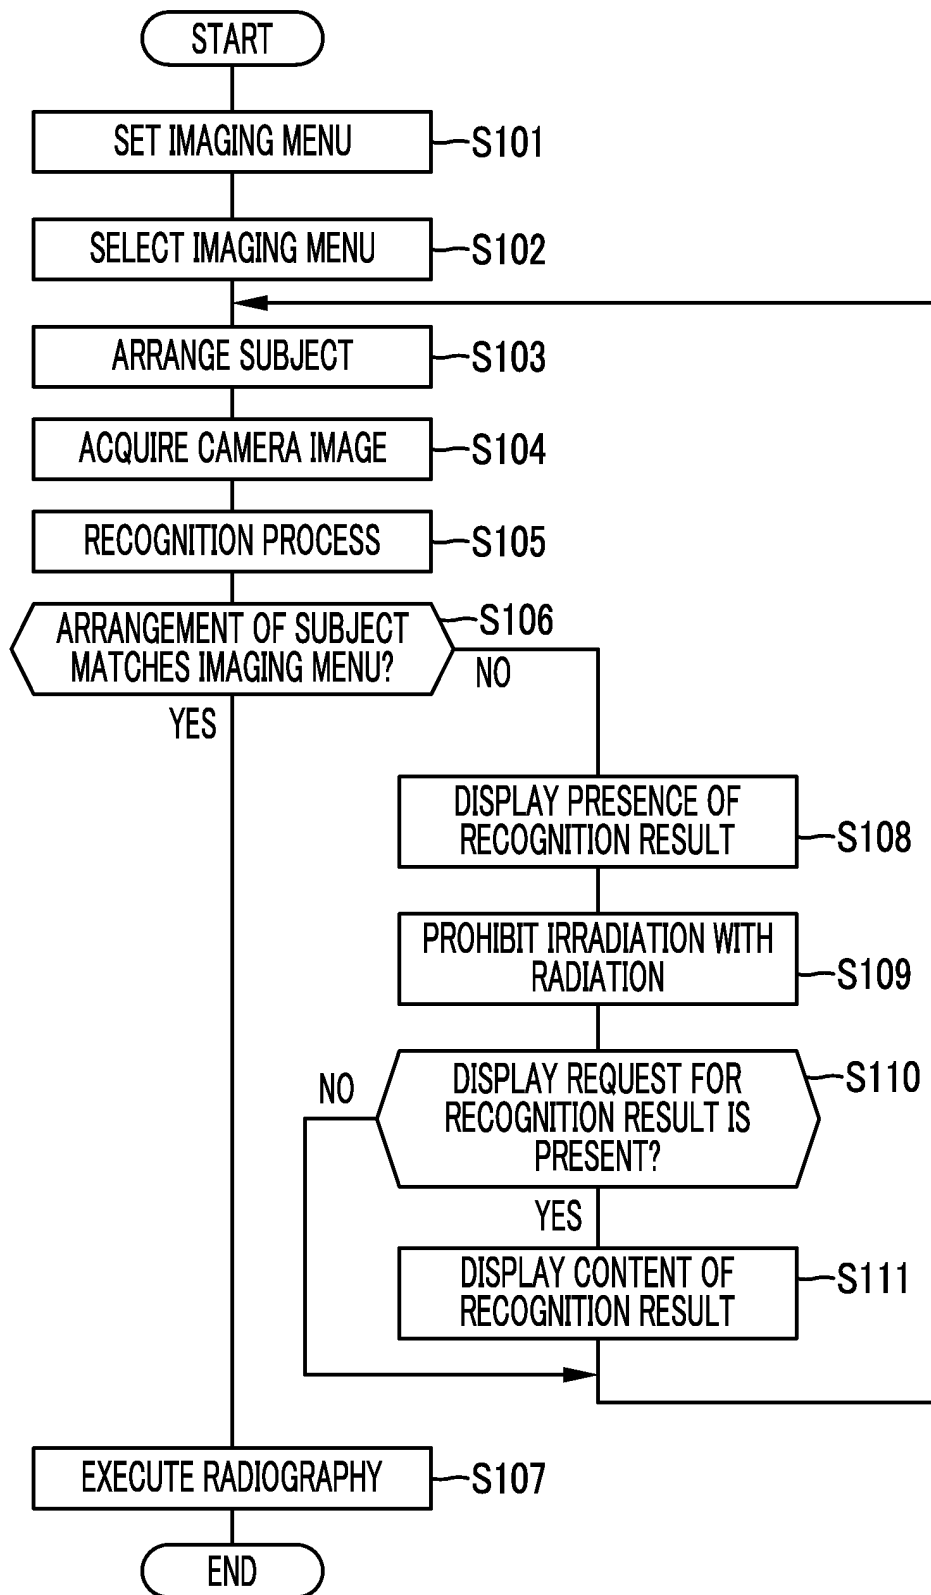 START
SET IMAGING MENU
S101
SELECT IMAGING MENU
S102
ARRANGE SUBJECT
S103
ACQUIRE CAMERA IMAGE
S104
RECOGNITION PROCESS
S105
ARRANGEMENT OF SUBJECT
MATCHES IMAGING MENU?
S106
NO
YES
DISPLAY PRESENCE OF
RECOGNITION RESULT
S108
PROHIBIT IRRADIATION WITH
RADIATION
S109
DISPLAY REQUEST FOR
RECOGNITION RESULT IS
PRESENT?
S110
NO
YES
DISPLAY CONTENT OF
RECOGNITION RESULT
S111
EXECUTE RADIOGRAPHY
S107
END